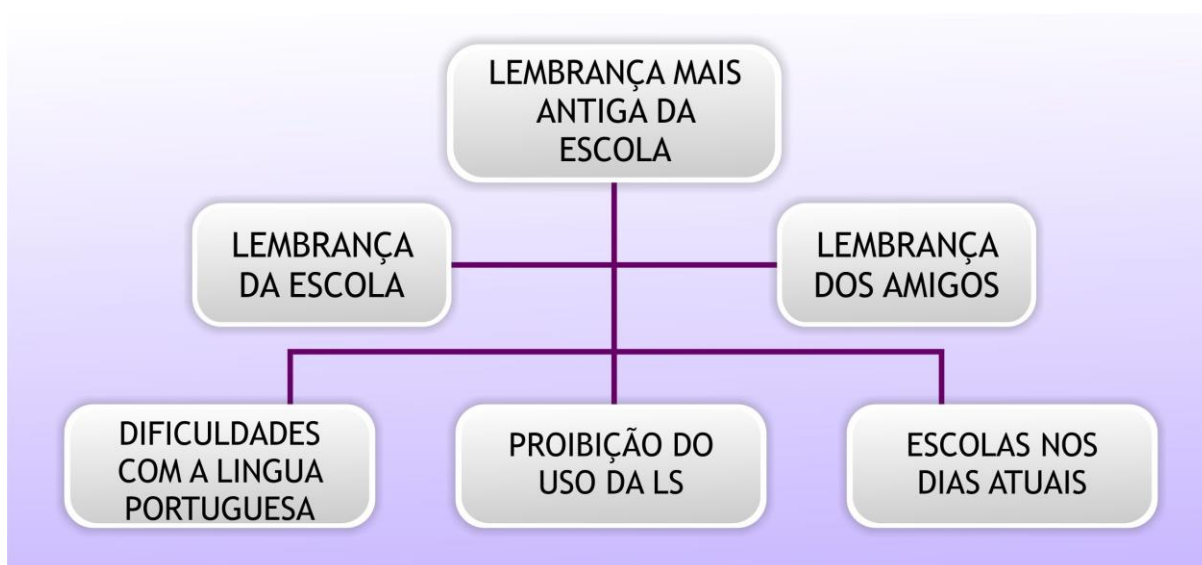 LEMBRANÇA MAIS
ANTIGA DA
ESCOLA
LEMBRANÇA
DA ESCOLA
LEMBRANÇA
DOS AMIGOS
DIFICULDADES
COM A LINGUA
PORTUGUESA
PROIBIÇÃO DO
USO DA LS
ESCOLAS NOS
DIAS ATUAIS